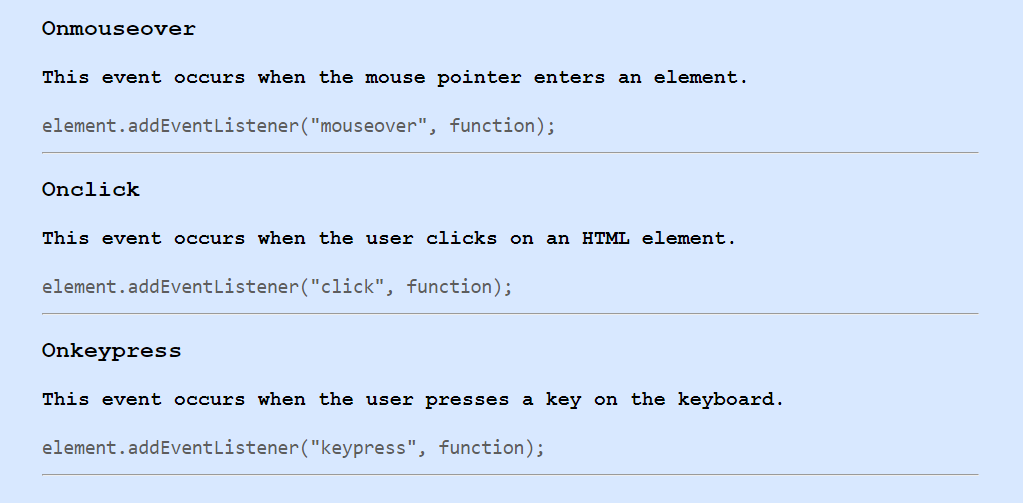 Onmouseover
This event occurs when the mouse pointer enters an element.
element.addEventListener("mouseover", function);
Onclick
This event occurs when the user clicks on an HTML element.
element.addEventListener("click", function);
Onkeypress
This event occurs when the user presses a key on the keyboard.
element.addEventListener("keypress", function);